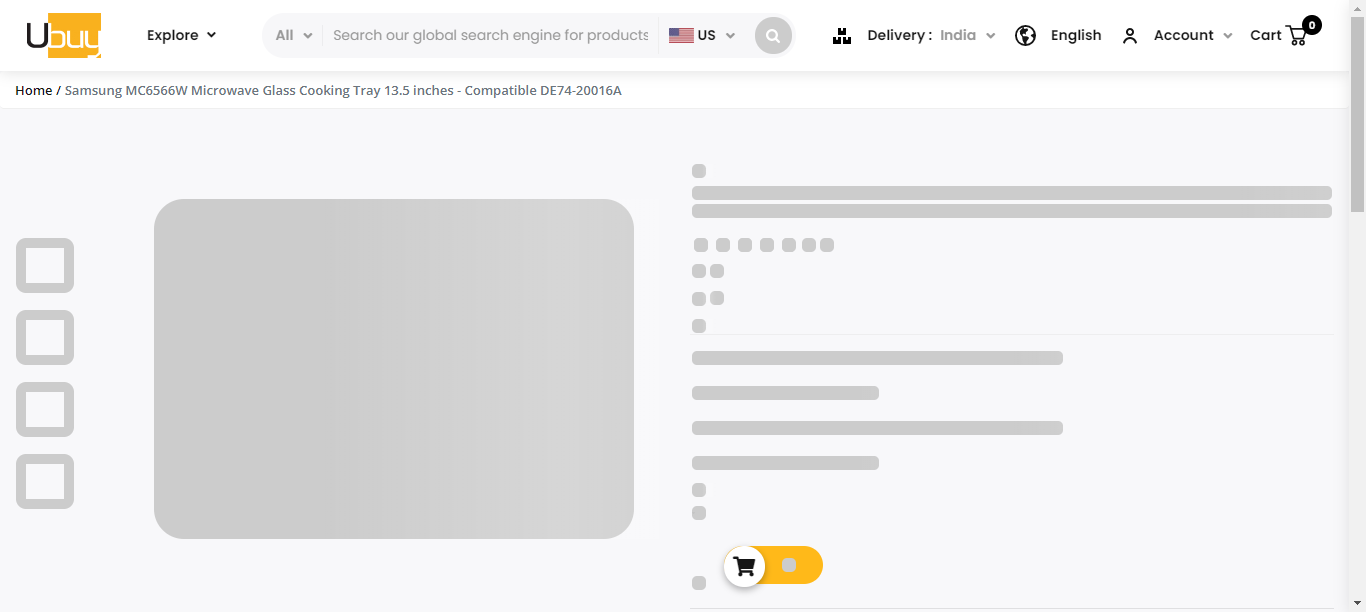 Ubuy
Explore
All
Search our global search engine for products
US
Delivery : India
English
Account
Cart
0
Home / Samsung MC6566W Microwave Glass Cooking Tray 13.5 inches - Compatible DE74-20016A